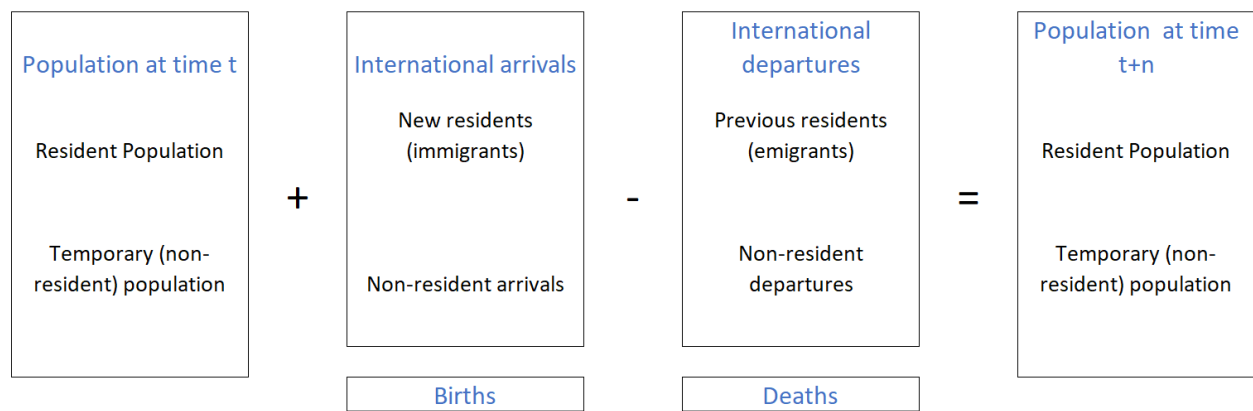 Population at time t
Resident Population
Temporary (non-
resident) population
+
International arrivals
New residents
(immigrants)
Non-resident arrivals
Births
-
International
departures
Previous residents
(emigrants)
Non-resident
departures
Deaths
=
Population at time
t+n
Resident Population
Temporary (non-
resident) population